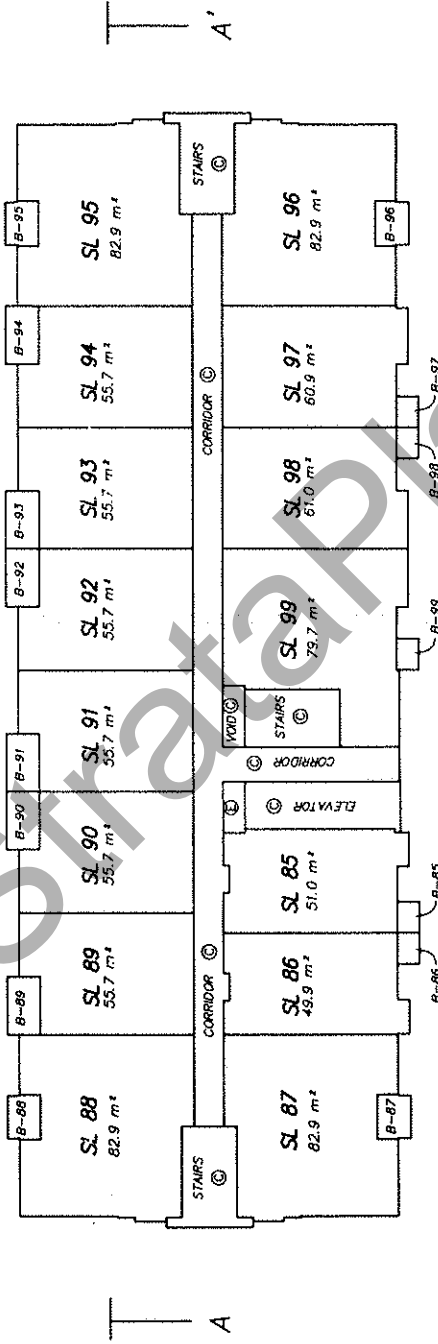 A'
B-95
SL 95
82.9 m²
STAIRS
©
SL 96
82.9 m²
B-96
B-94
SL 94
55.7 m²
SL 97
60.9 m²
B-97
B-93
SL 93
55.7 m²
CORRIDOR ©
SL 98
61.0 m²
B-98
B-92
SL 92
55.7 m²
SL 99
79.7 m²
B-99
B-91
SL 91
55.7 m²
VOID ©
STAIRS
©
CORRIDOR
©
B-90
SL 90
55.7 m²
ELEVATOR
©
SL 85
51.0 m²
B-85
B-89
SL 89
55.7 m²
CORRIDOR ©
SL 86
49.9 m²
B-86
B-88
SL 88
82.9 m²
STAIRS
©
SL 87
82.9 m²
B-87
A